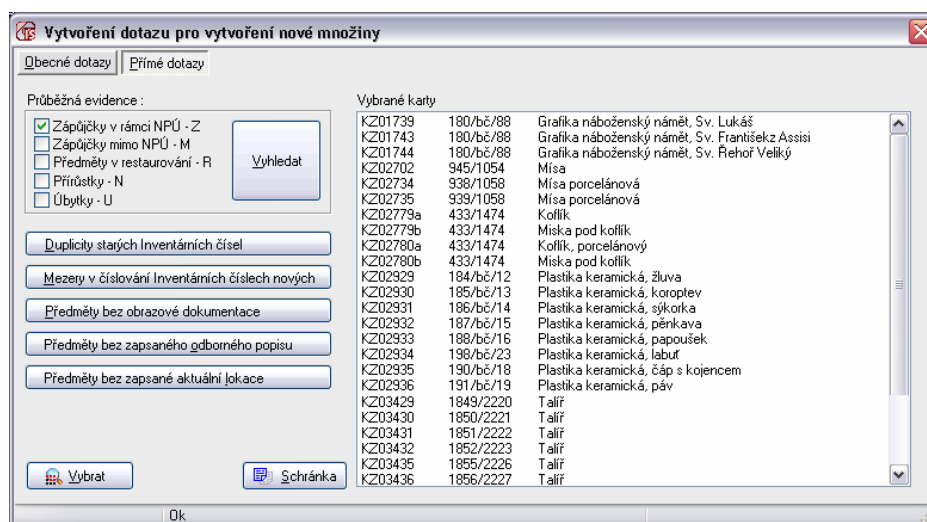 Vytvoření dotazu pro vytvoření nové množiny
Obecné dotazy Přímé dotazy
Průběžná evidence :
Zápůjčky v rámci NPÚ - Z
Zápůjčky mimo NPÚ - M
Předměty v restaurování - R
Přírůstky - N
Úbytky - U
Vyhledat
Duplicity starých Inventárních čísel
Mezery v číslování Inventárních číslech nových
Předměty bez obrazové dokumentace
Předměty bez zapsaného odborného popisu
Předměty bez zapsané aktuální lokace
Vybrat
Schránka
Vybrané karty
KZ01739 180/bč/88 Grafika náboženský námět, Sv. Lukáš
KZ01743 180/bč/88 Grafika náboženský námět, Sv. Františekz Assisi
KZ01744 180/bč/88 Grafika náboženský námět, Sv. Řehoř Veliký
KZ02702 945/1054 Mísa
KZ02734 938/1058 Mísa porcelánová
KZ02735 939/1058 Mísa porcelánová
KZ02779a 433/1474 Koflík
KZ02779b 433/1474 Miska pod koflík
KZ02780a 433/1474 Koflík, porcelánový
KZ02780b 433/1474 Miska pod koflík
KZ02929 184/bč/12 Plastika keramická, žluva
KZ02930 185/bč/13 Plastika keramická, koroptev
KZ02931 186/bč/14 Plastika keramická, sýkorka
KZ02932 187/bč/15 Plastika keramická, pěnkava
KZ02933 188/bč/16 Plastika keramická, papoušek
KZ02934 198/bč/23 Plastika keramická, labuť
KZ02935 190/bč/18 Plastika keramická, čáp s kojencem
KZ02936 191/bč/19 Plastika keramická, páv
KZ03429 1849/2220 Talíř
KZ03430 1850/2221 Talíř
KZ03431 1851/2222 Talíř
KZ03432 1852/2223 Talíř
KZ03435 1855/2226 Talíř
KZ03436 1856/2227 Talíř
Ok